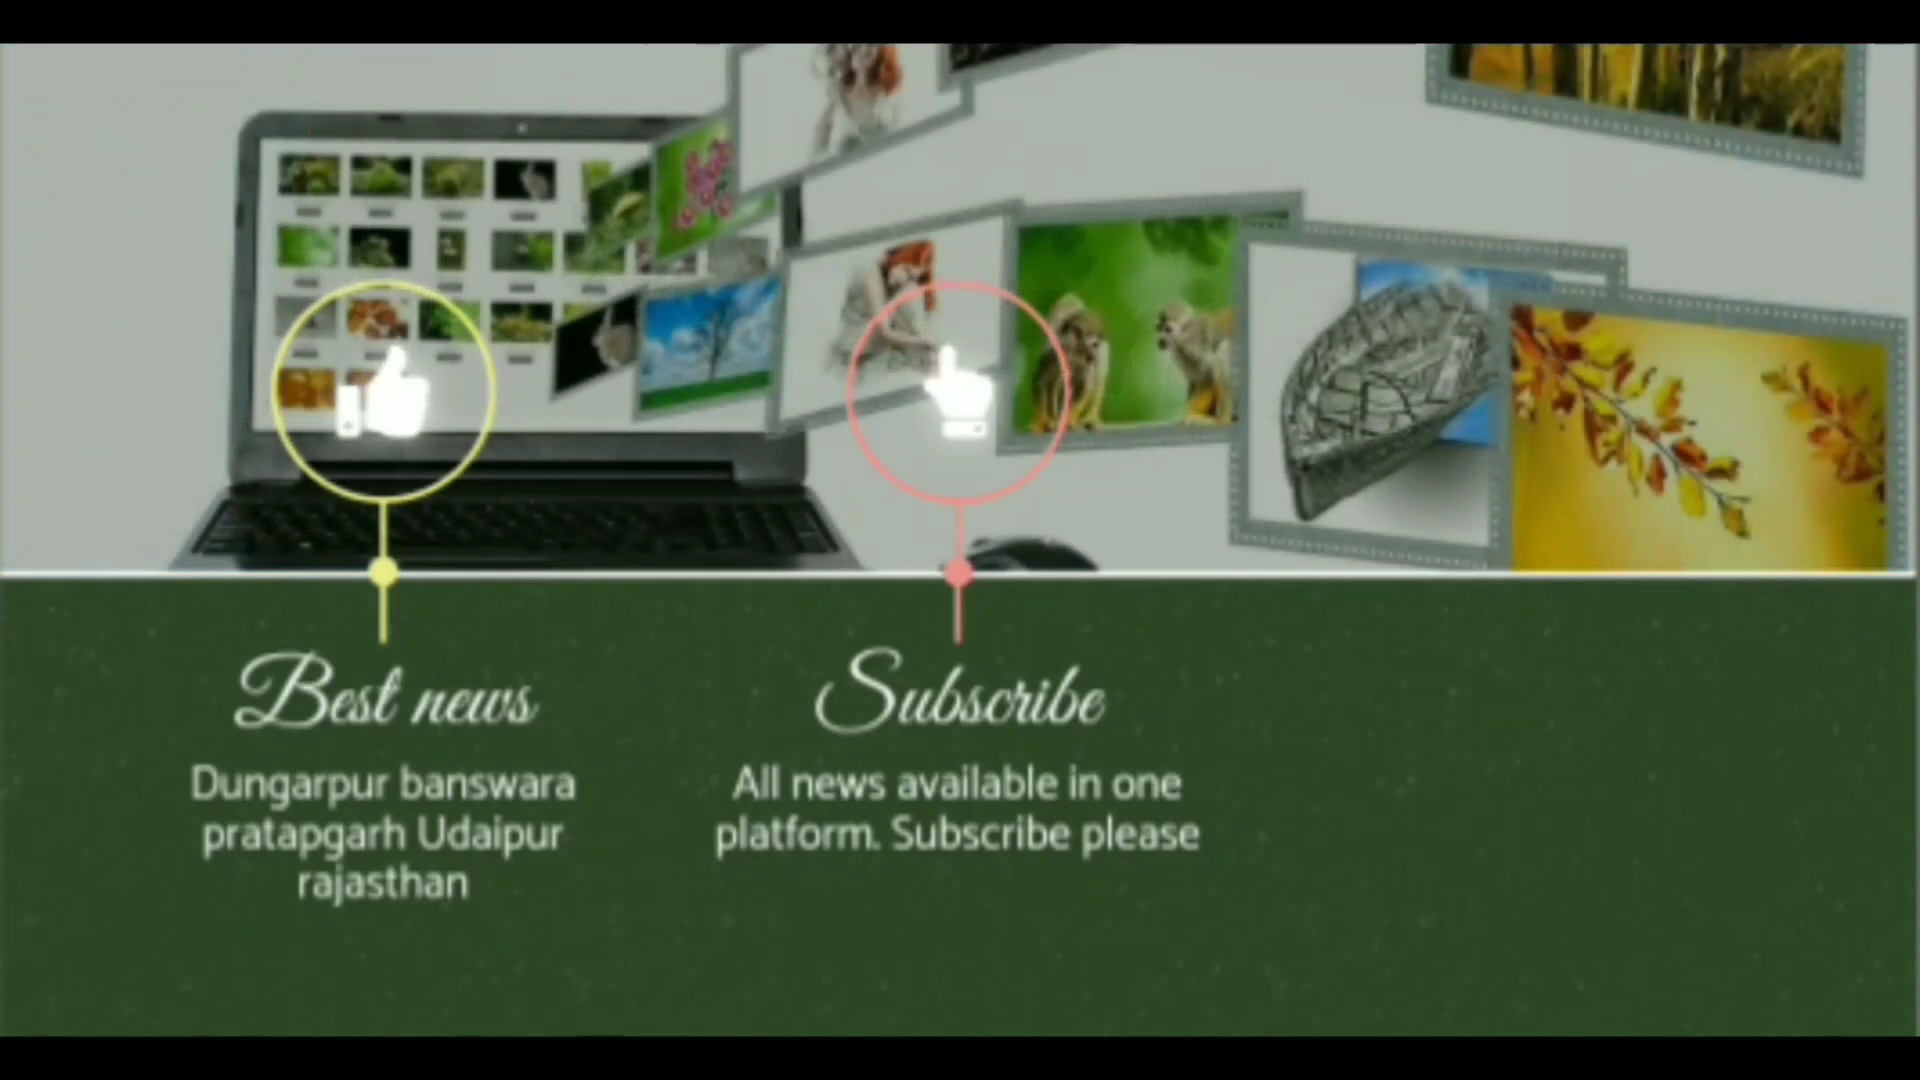 Best news
Dungarpur banswara
pratapgarh Udaipur
rajasthan
Subscribe
All news available in one
platform. Subscribe please